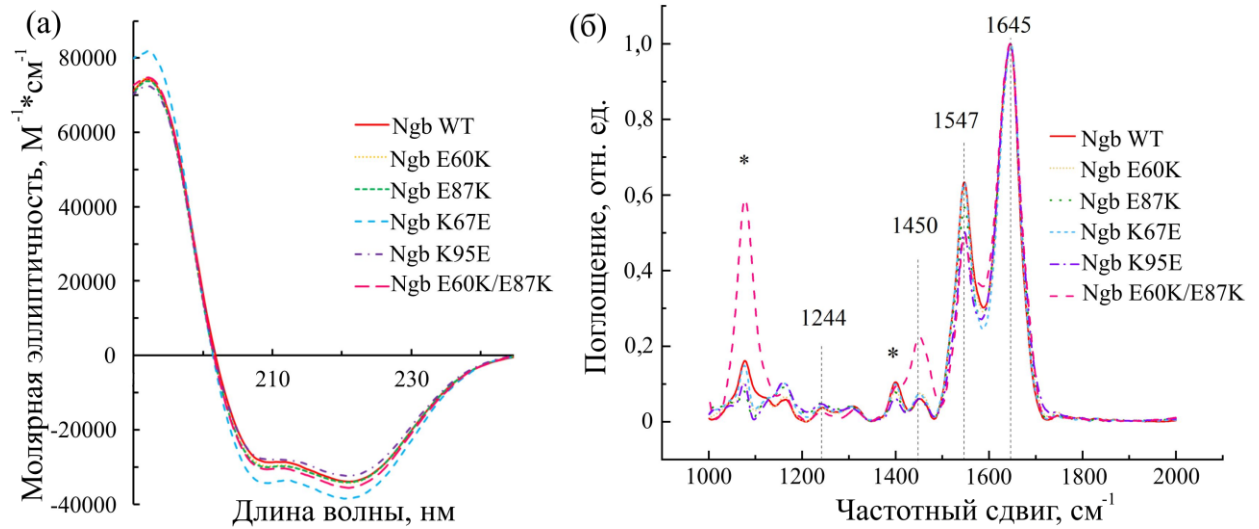 (а)
Молярная эллиптичность, М⁻¹*см⁻¹
80000
60000
40000
20000
0
-20000
-40000
210
230
Длина волны, нм
Ngb WT
Ngb E60K
Ngb E87K
Ngb K67E
Ngb K95E
Ngb E60K/E87K
(б)
Поглощение, отн. ед.
1,0
0,8
0,6
0,4
0,2
0
1000
1200
1400
1600
1800
2000
Частотный сдвиг, см⁻¹
*
1244
*
1450
1547
1645
Ngb WT
Ngb E60K
Ngb E87K
Ngb K67E
Ngb K95E
Ngb E60K/E87K